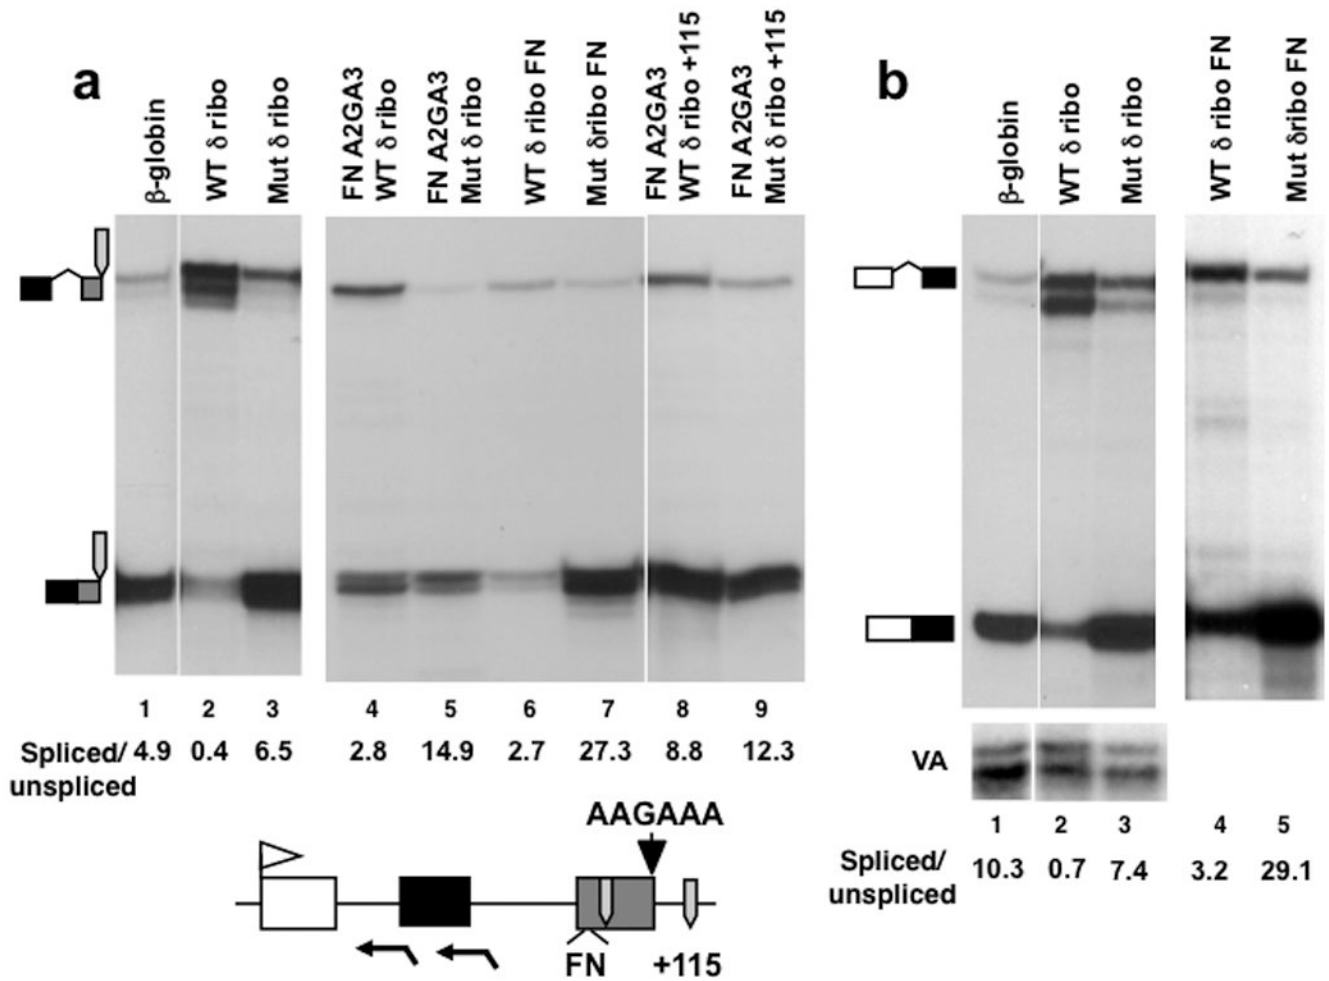 a
β-globin
WT δ ribo
Mut δ ribo
FN A2GA3
WT δ ribo
FN A2GA3
Mut δ ribo
WT δ ribo FN
Mut δribo FN
FN A2GA3
WT δ ribo +115
FN A2GA3
Mut δ ribo +115
1 2 3 4 5 6 7 8 9
Spliced/ 4.9 0.4 6.5 2.8 14.9 2.7 27.3 8.8 12.3
unspliced
AAGAAA
FN +115
b
β-globin
WT δ ribo
Mut δ ribo
WT δ ribo FN
Mut δribo FN
VA
1 2 3 4 5
Spliced/
unspliced 10.3 0.7 7.4 3.2 29.1